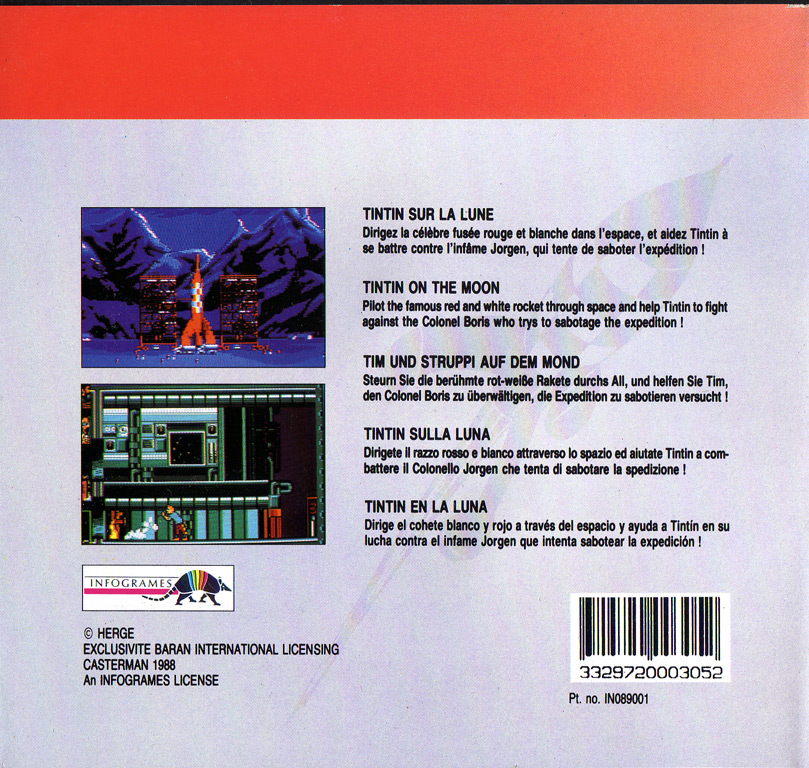 TINTIN SUR LA LUNE
Dirigez la célèbre fusée rouge et blanche dans l'espace, et aidez Tintin à
se battre contre l'infâme Jorgen, qui tente de saboter l'expédition !
TINTIN ON THE MOON
Pilot the famous red and white rocket through space and help Tintin to fight
against the Colonel Boris who trys to sabotage the expedition !
TIM UND STRUPPI AUF DEM MOND
Steurn Sie die berühmte rot-weiße Rakete durchs All, und helfen Sie Tim,
den Colonel Boris zu überwältigen, die Expedition zu sabotieren versucht !
TINTIN SULLA LUNA
Dirigete il razzo rosso e bianco attraverso lo spazio ed aiutate Tintin a com-
battere il Colonello Jorgen che tenta di sabotare la spedizione !
TINTIN EN LA LUNA
Dirige el cohete blanco y rojo a través del espacio y ayuda a Tintín en su
lucha contra el infame Jorgen que intenta sabotear la expedición !
INFOGRAMES
© HERGE
EXCLUSIVITE BARAN INTERNATIONAL LICENSING
CASTERMAN 1988
An INFOGRAMES LICENSE
3329720003052
Pt. no. IN089001